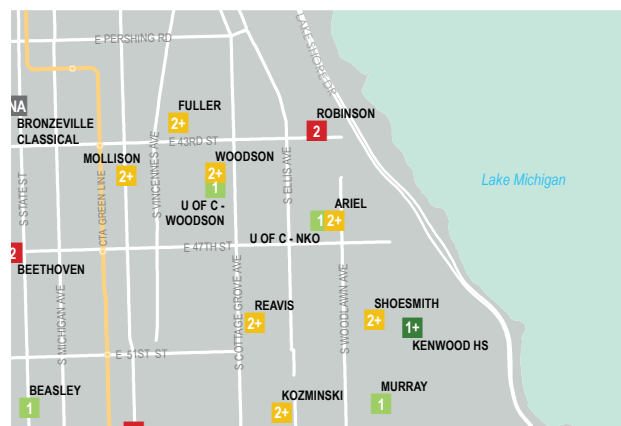 E PERSHING RD
LAKE SHORE DR
NA
BRONZEVILLE
CLASSICAL
FULLER
2+
ROBINSON
2
E 43RD ST
MOLLISON
2+
WOODSON
2+
1
U OF C -
WOODSON
S VINCENNES AVE
S ELLIS AVE
Lake Michigan
S STATE ST
CTA GREEN LINE
ARIEL
1
2+
U OF C - NKO
E 47TH ST
2
BEETHOVEN
S MICHIGAN AVE
S COTTAGE GROVE AVE
S WOODLAWN AVE
REAVIS
2+
SHOESMITH
2+
1+
KENWOOD HS
E 51ST ST
BEASLEY
1
KOZMINSKI
2+
MURRAY
1